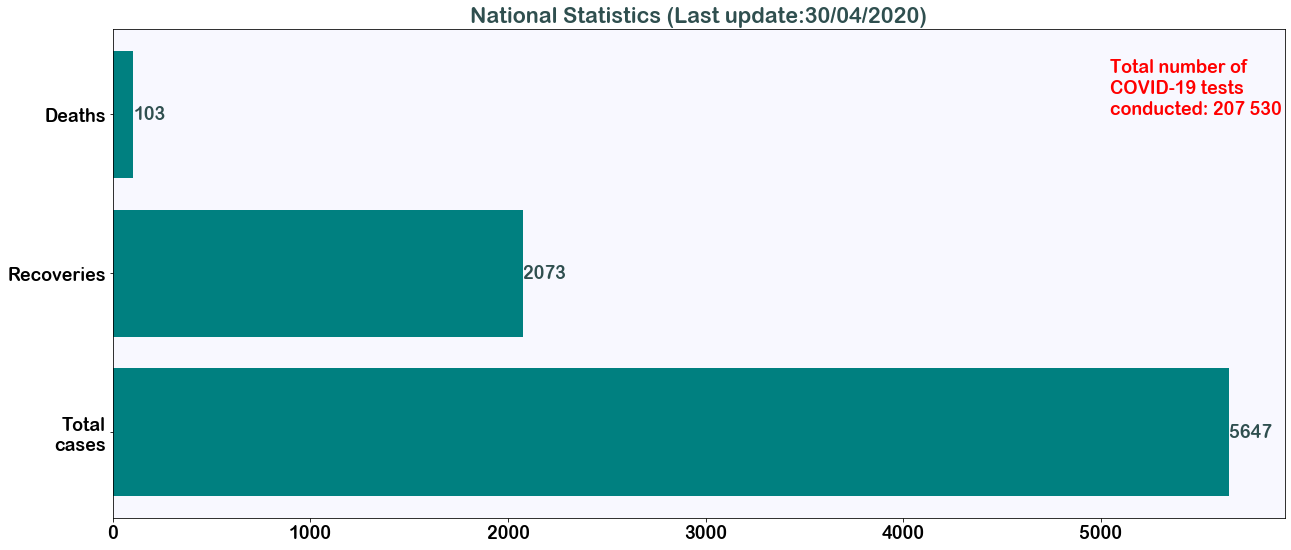 National Statistics (Last update:30/04/2020)
Total number of
COVID-19 tests
conducted: 207 530
Deaths
103
Recoveries
2073
Total
cases
5647
0
1000
2000
3000
4000
5000